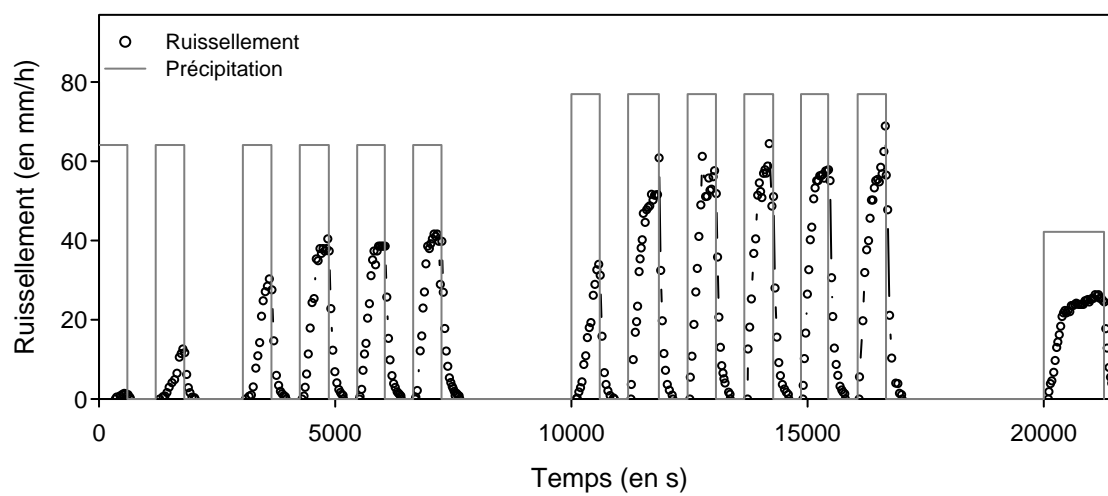 Ruissellement
Précipitation
Ruissellement (en mm/h)
80
60
40
20
0
0 5000 10000 15000 20000
Temps (en s)